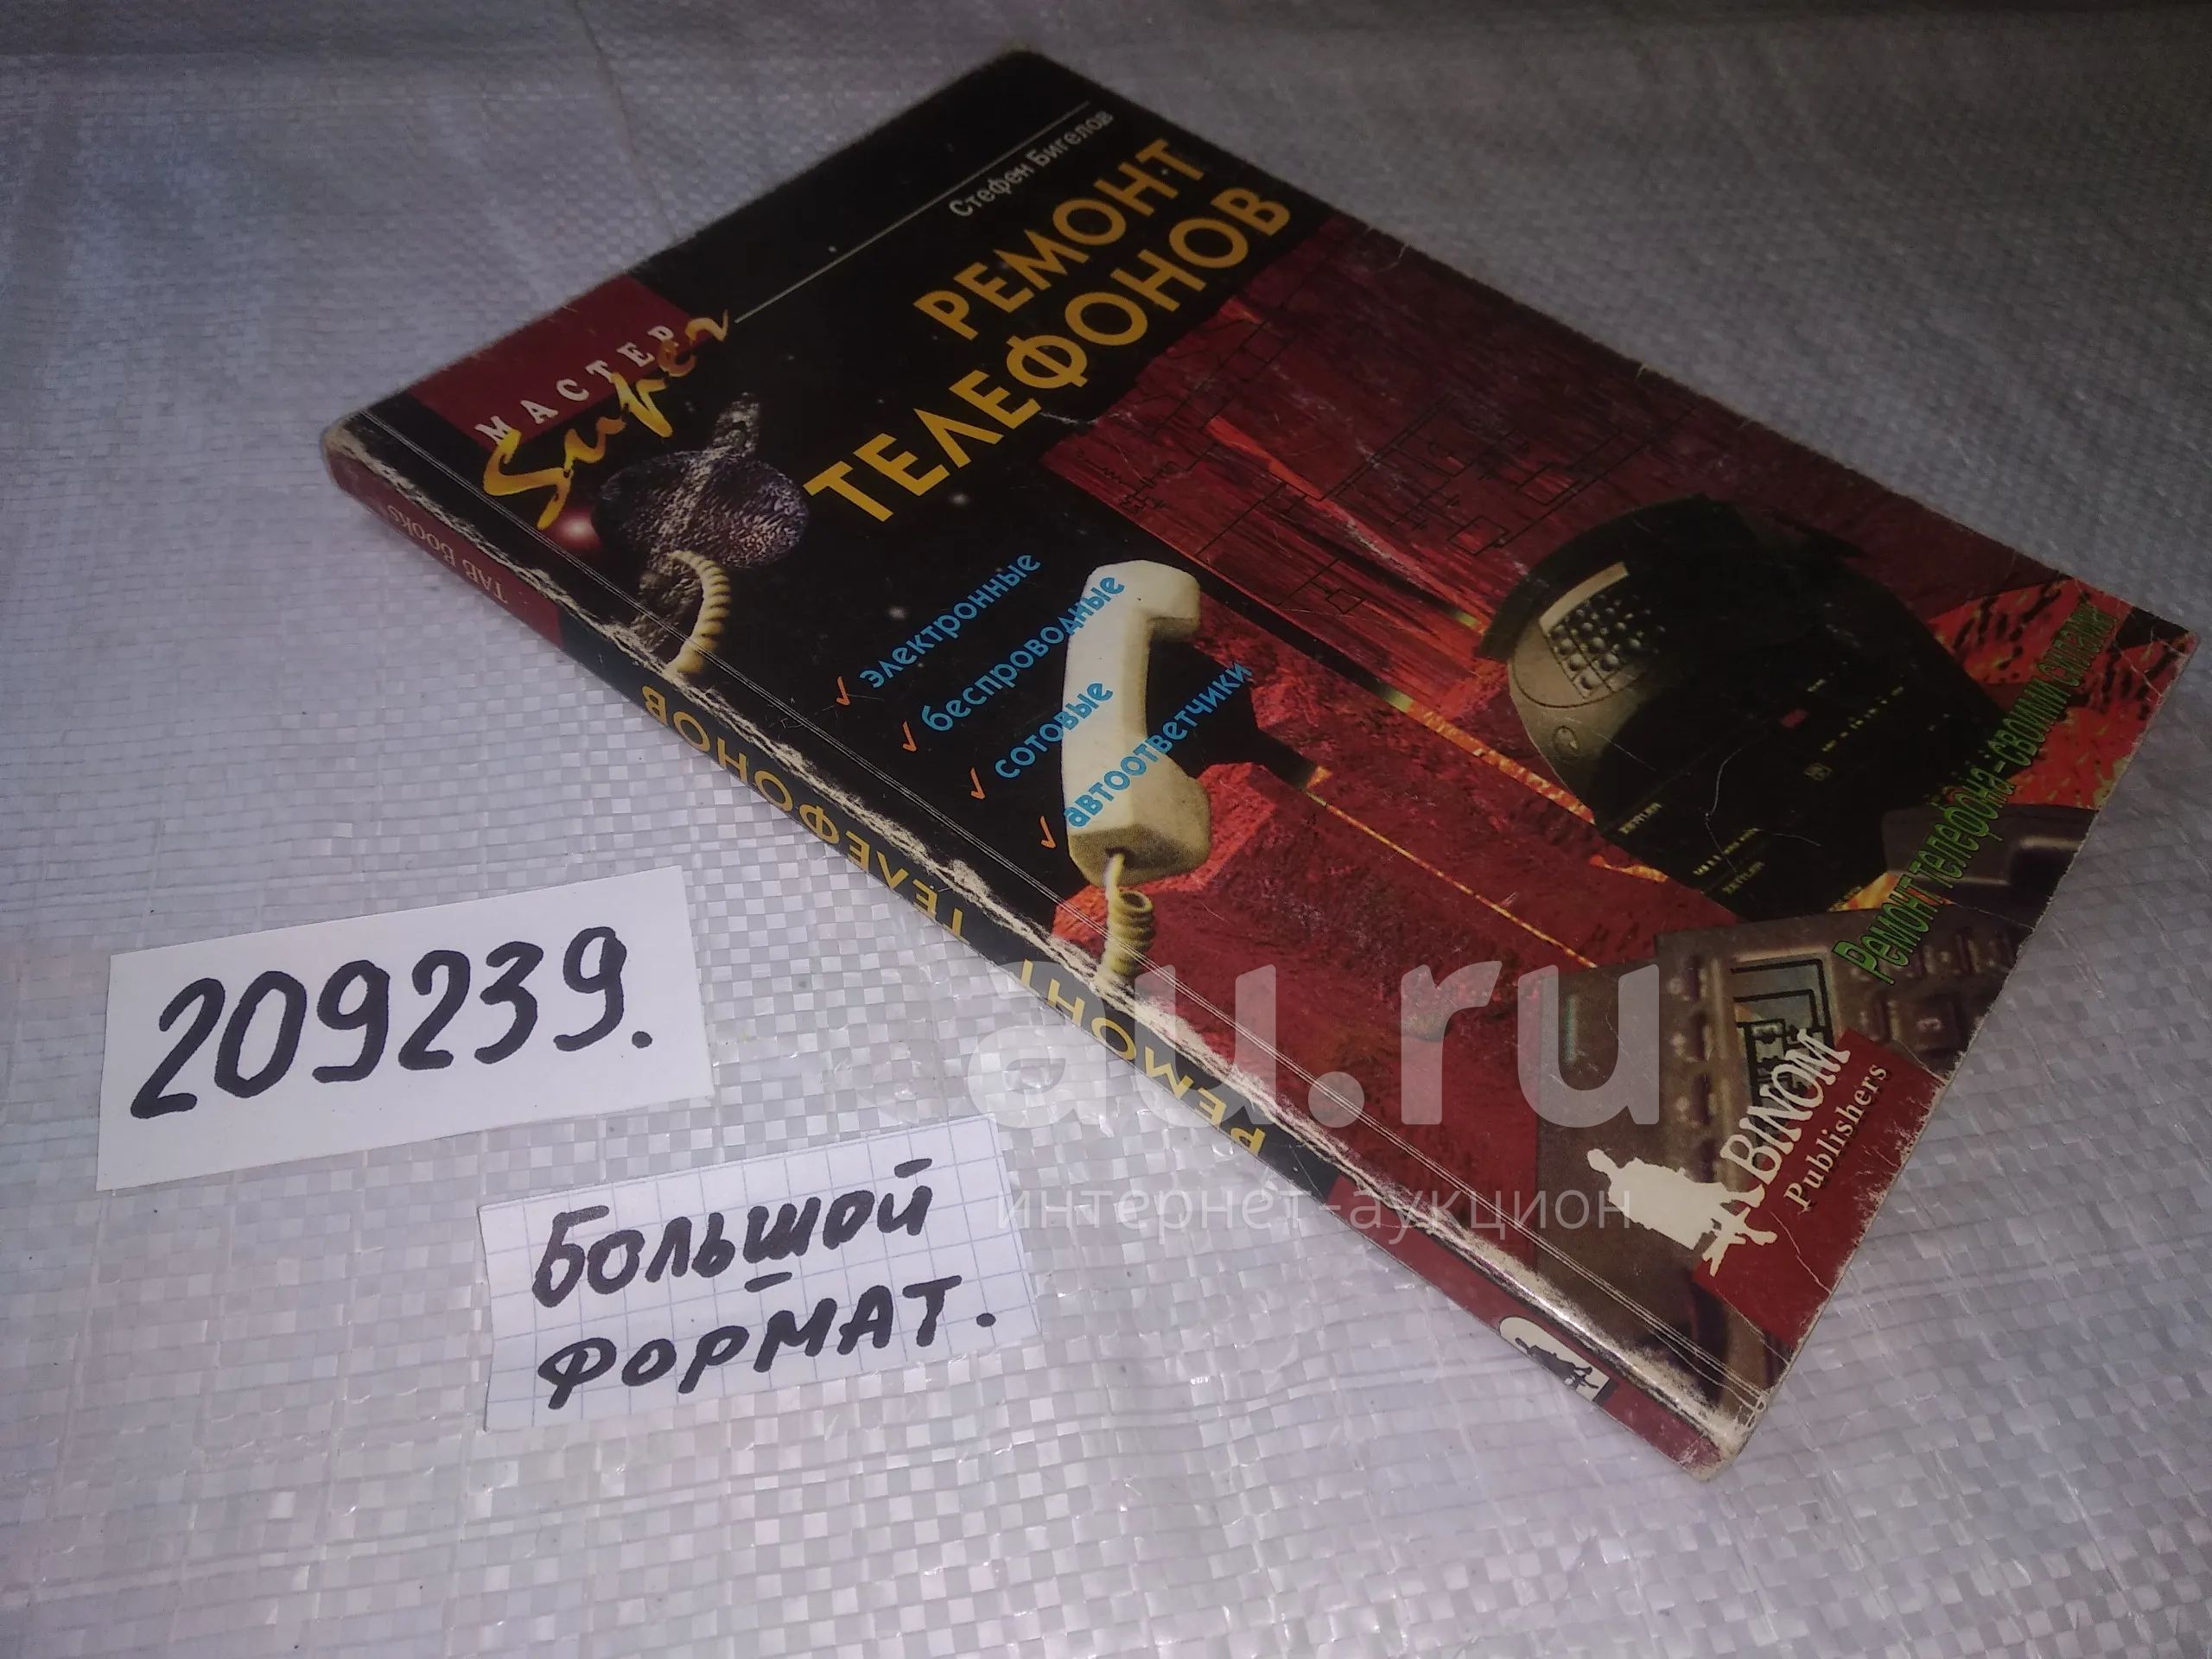 Стефен Бигелов
МАСТЕР
Super
РЕМОНТ
ТЕЛЕФОНОВ
электронные
беспроводные
сотовые
автоответчики
Ремонт телефона - своими силами
BINOM
Publishers
TAB Books
РЕМОНТ ТЕЛЕФОНОВ
209239.
БОЛЬШОЙ
ФОРМАТ.
au.ru
интернет-аукцион